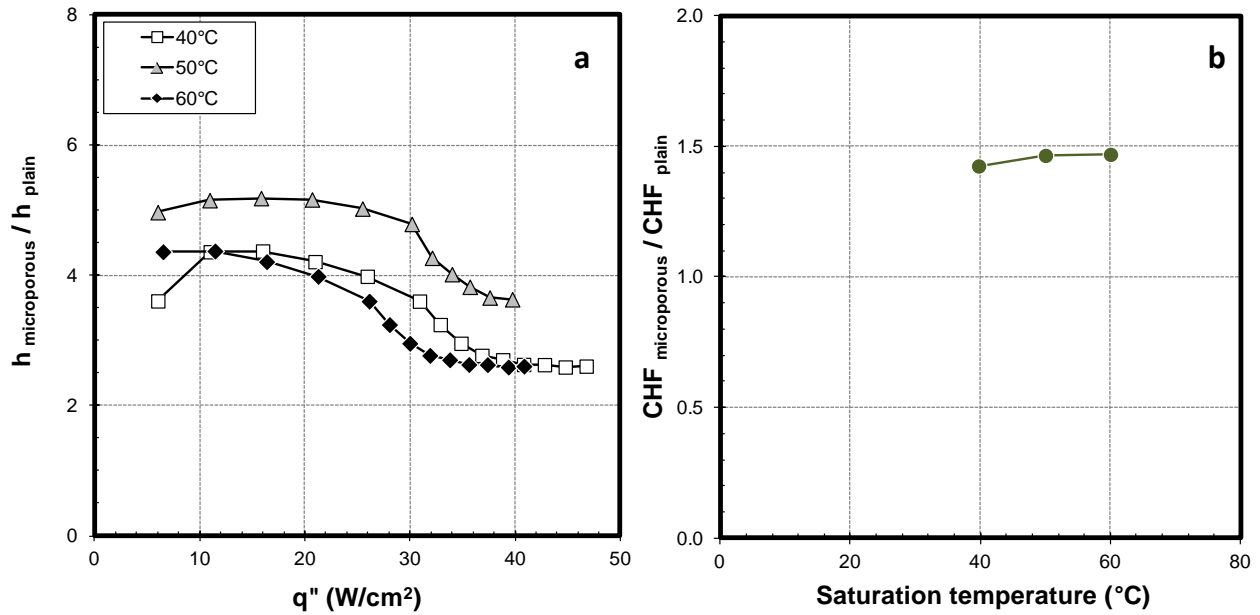 40°C
50°C
60°C
a
8
6
4
2
0
h microporous / h plain
0 10 20 30 40 50
q" (W/cm²)
b
2.0
1.5
1.0
0.5
0.0
CHF microporous / CHF plain
0 20 40 60 80
Saturation temperature (°C)